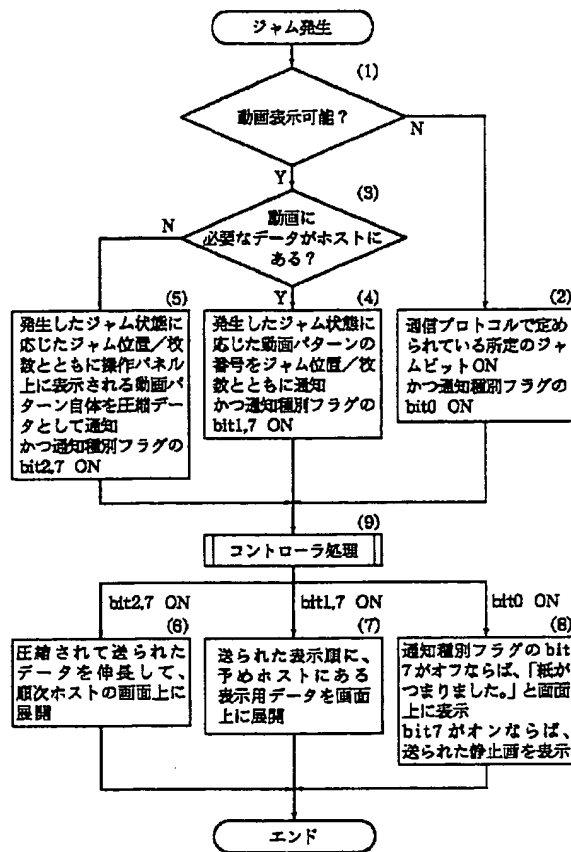 ジャム発生
(1)
動画表示可能?
N
Y
(3)
動画に
必要なデータがホストに
ある?
N
Y
(5)
発生したジャム状態に
応じたジャム位置/枚
数とともに操作パネル
上に表示される動画パ
ターン自体を圧縮デー
タとして通知
かつ通知種別フラグの
bit2,7 ON
(4)
発生したジャム状態に
応じた動画パターンの
番号をジャム位置/枚
数とともに通知
かつ通知種別フラグの
bit1,7 ON
(2)
通信プロトコルで定め
られている所定のジャ
ムビットON
かつ通知種別フラグの
bit0 ON
(9)
コントローラ処理
bit2,7 ON
(6)
圧縮されて送られた
データを伸長して、
順次ホストの画面上に
展開
bit1,7 ON
(7)
送られた表示順に、
予めホストにある
表示用データを画面
上に展開
bit0 ON
(8)
通知種別フラグのbit
7がオフならば、「紙が
つまりました。」と画面
上に表示
bit7がオンならば、
送られた静止画を表示
エンド